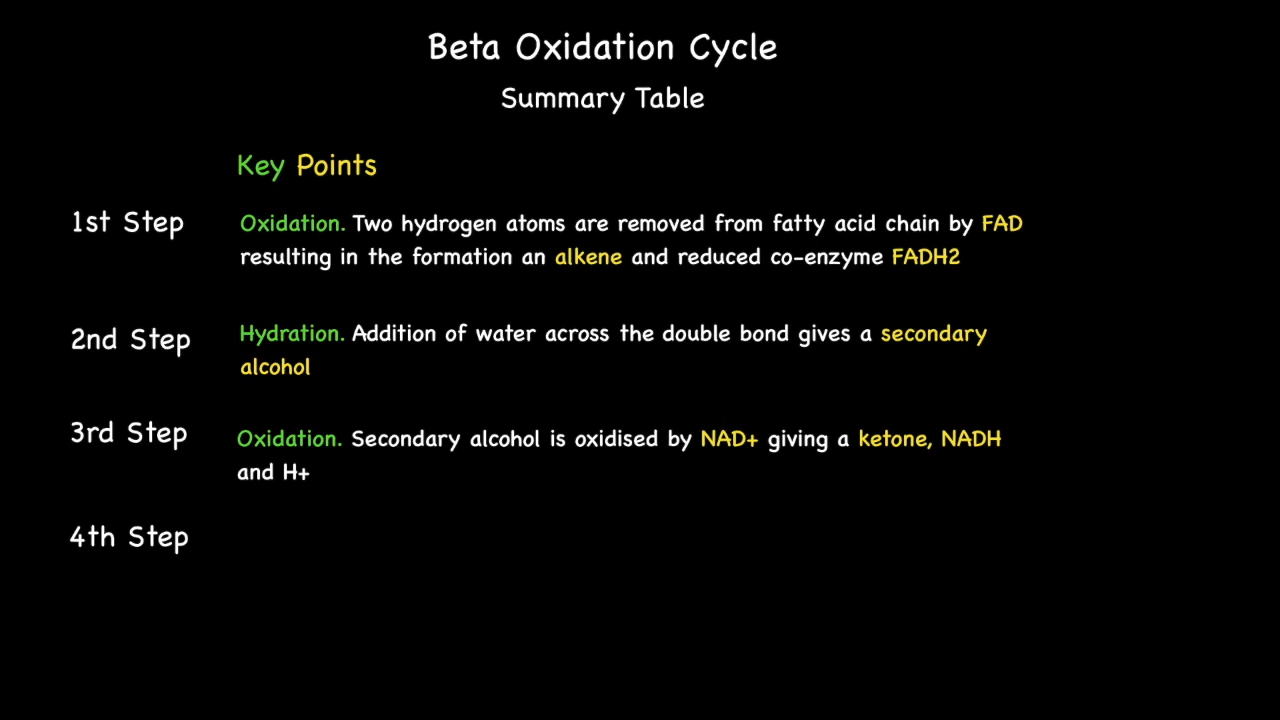 Beta Oxidation Cycle
Summary Table
Key Points
1st Step
Oxidation. Two hydrogen atoms are removed from fatty acid chain by FAD
resulting in the formation an alkene and reduced co-enzyme FADH2
2nd Step
Hydration. Addition of water across the double bond gives a secondary
alcohol
3rd Step
Oxidation. Secondary alcohol is oxidised by NAD+ giving a ketone, NADH
and H+
4th Step